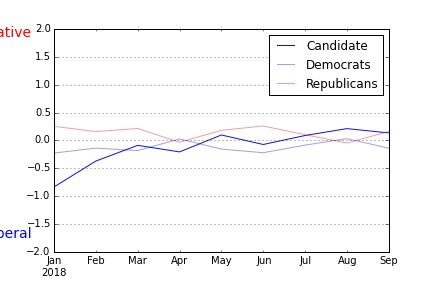 ative
2.0
1.5
1.0
0.5
0.0
−0.5
−1.0
−1.5
−2.0
beral
Candidate
Democrats
Republicans
Jan Feb Mar Apr May Jun Jul Aug Sep
2018